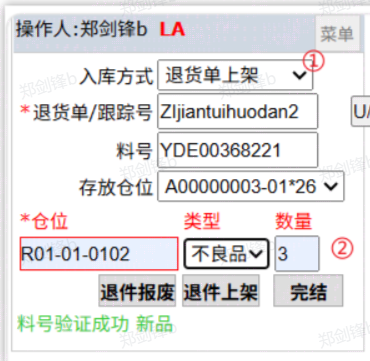 操作人:郑剑锋b LA 菜单
入库方式 退货单上架 ①
*退货单/跟踪号 ZIjiantuihuodan2 U/
料号 YDE00368221
存放仓位 A00000003-01*26
*仓位 类型 数量
R01-01-0102 不良品 3 ②
退件报废 退件上架 完结
料号验证成功 新品